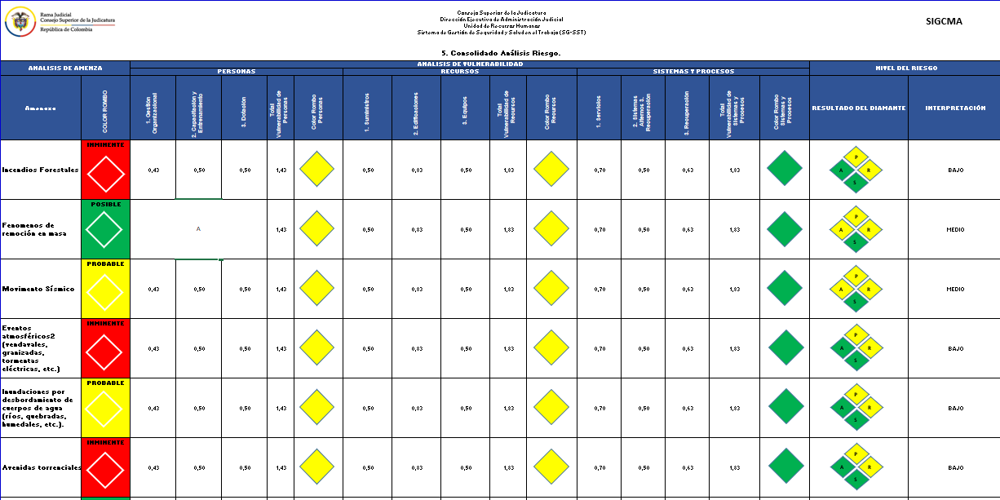 Rama Judicial
Consejo Superior de la Judicatura
República de Colombia
Consejo Superior de la Judicatura
Dirección Ejecutiva de Administración Judicial
Unidad de Recursos Humanos
Sistema de Gestión de Seguridad y Salud en el Trabajo (SG-SST)
SIGCMA
5. Consolidado Análisis Riesgo.
ANALISIS DE AMENZA
ANALISIS DE VULNERABILIDAD
NIVEL DEL RIESGO
PERSONAS
RECURSOS
SISTEMAS Y PROCESOS
Amenaza
COLOR ROMBO
1. Gestión Organizacional
2. Capacitación y Entrenamiento
3. Dotación
Total Vulnerabilidad de Personas
Color Rombo Personas
1. Suministros
2. Edificaciones
3. Equipos
Total Vulnerabilidad de Recursos
Color Rombo Recursos
1. Servicios
2. Sistemas Alternos 3. Recuperación
3. Recuperación
Total Vulnerabilidad de Sistemas y Procesos
Color Rombo Sistemas y Procesos
RESULTADO DEL DIAMANTE
INTERPRETACIÓN
Incendios Forestales
INMINENTE
0,43 0,50 0,50 1,43 0,50 0,83 0,50 1,83 0,70 0,50 0,63 1,83
P
A R
S
BAJO
Fenomenos de
remoción en masa
POSIBLE
A
1,43 0,50 0,83 0,50 1,83 0,70 0,50 0,63 1,83
P
A R
S
MEDIO
Movimento Sísmico
PROBABLE
0,43 0,50 0,50 1,43 0,50 0,83 0,50 1,83 0,70 0,50 0,63 1,83
P
A R
S
MEDIO
Eventos
atmosféricos2
(vendavales,
granizadas,
tormentas
eléctricas, etc.)
INMINENTE
0,43 0,50 0,50 1,43 0,50 0,83 0,50 1,83 0,70 0,50 0,63 1,83
P
A R
S
BAJO
Inundaciones por
desbordamiento de
cuerpos de agua
(ríos, quebradas,
humedales, etc.).
PROBABLE
0,43 0,50 0,50 1,43 0,50 0,83 0,50 1,83 0,70 0,50 0,63 1,83
P
A R
S
BAJO
Avenidas torrenciales
INMINENTE
0,43 0,50 0,50 1,43 0,50 0,83 0,50 1,83 0,70 0,50 0,63 1,83
P
A R
S
BAJO